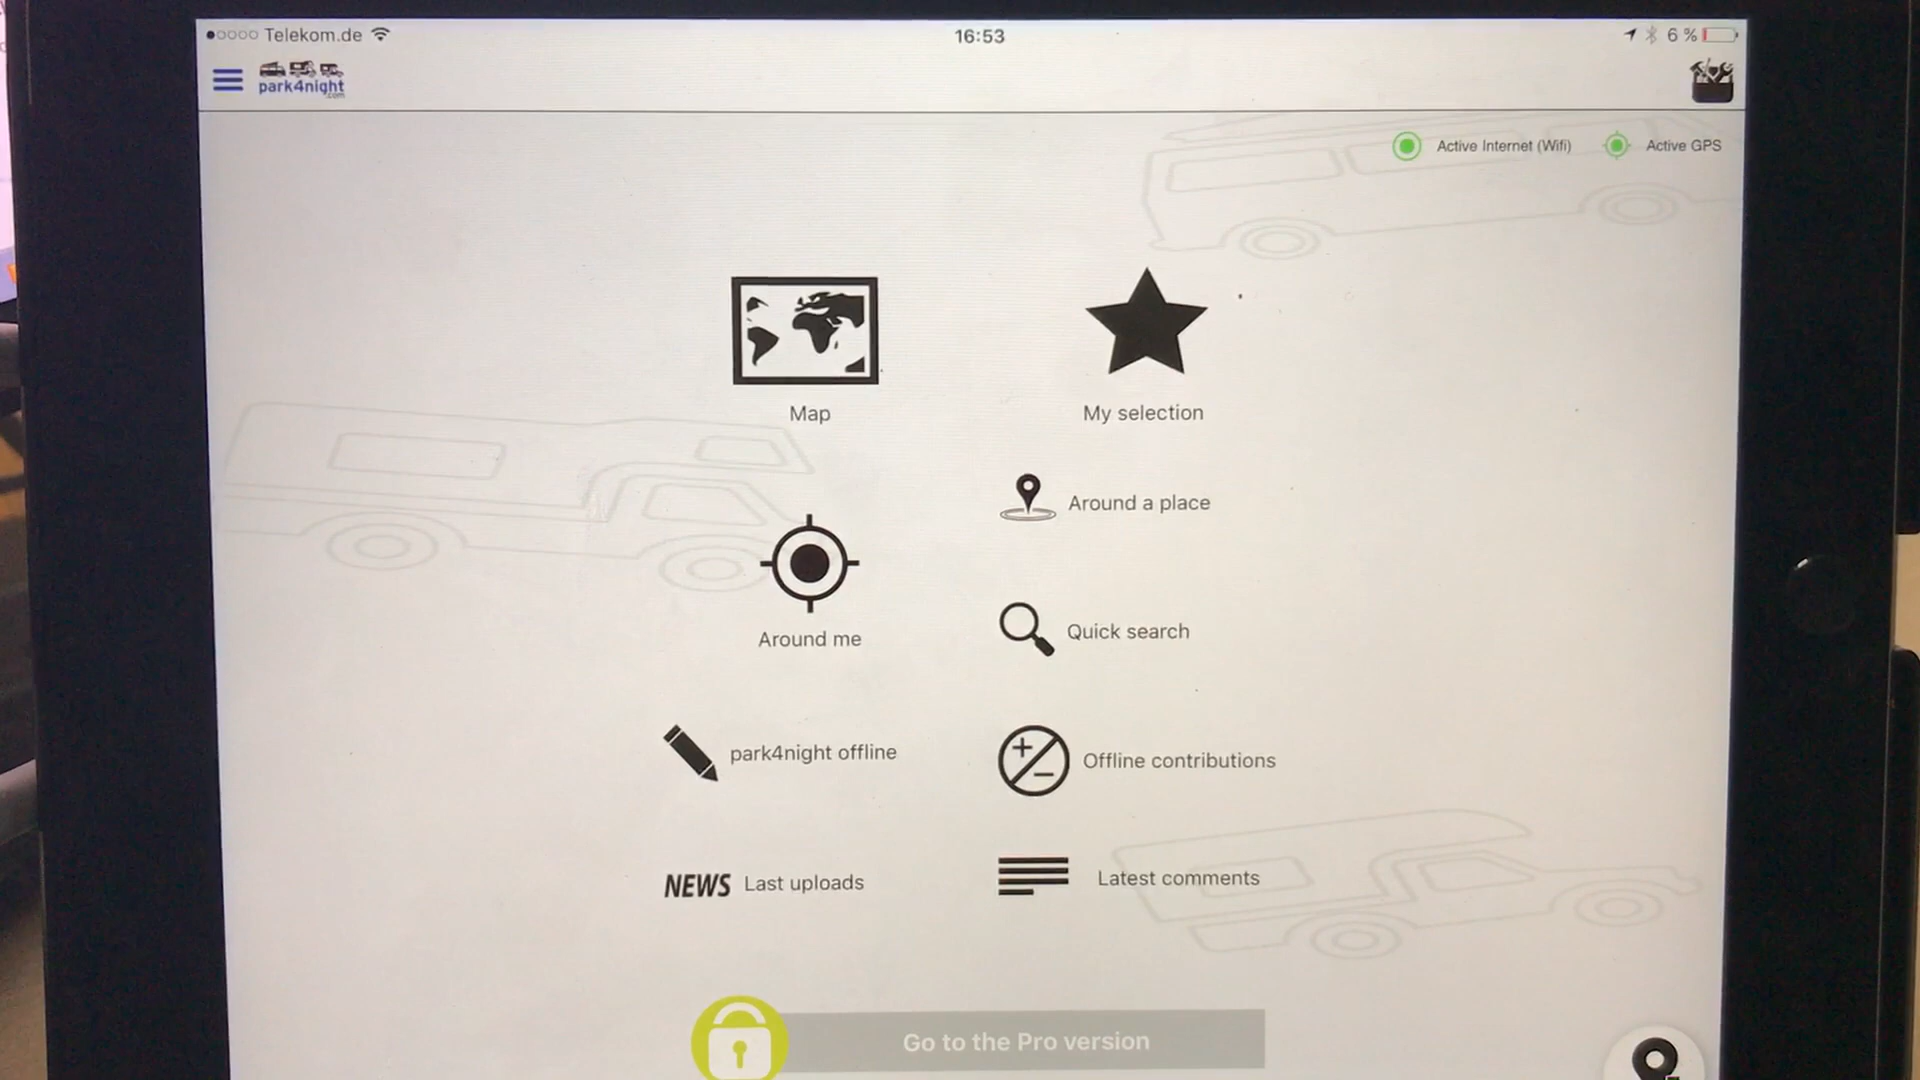 Telekom.de
16:53
6 %
park4night
.com
Active Internet (Wifi)
Active GPS
Map
My selection
Around a place
Around me
Quick search
park4night offline
Offline contributions
NEWS Last uploads
Latest comments
Go to the Pro version